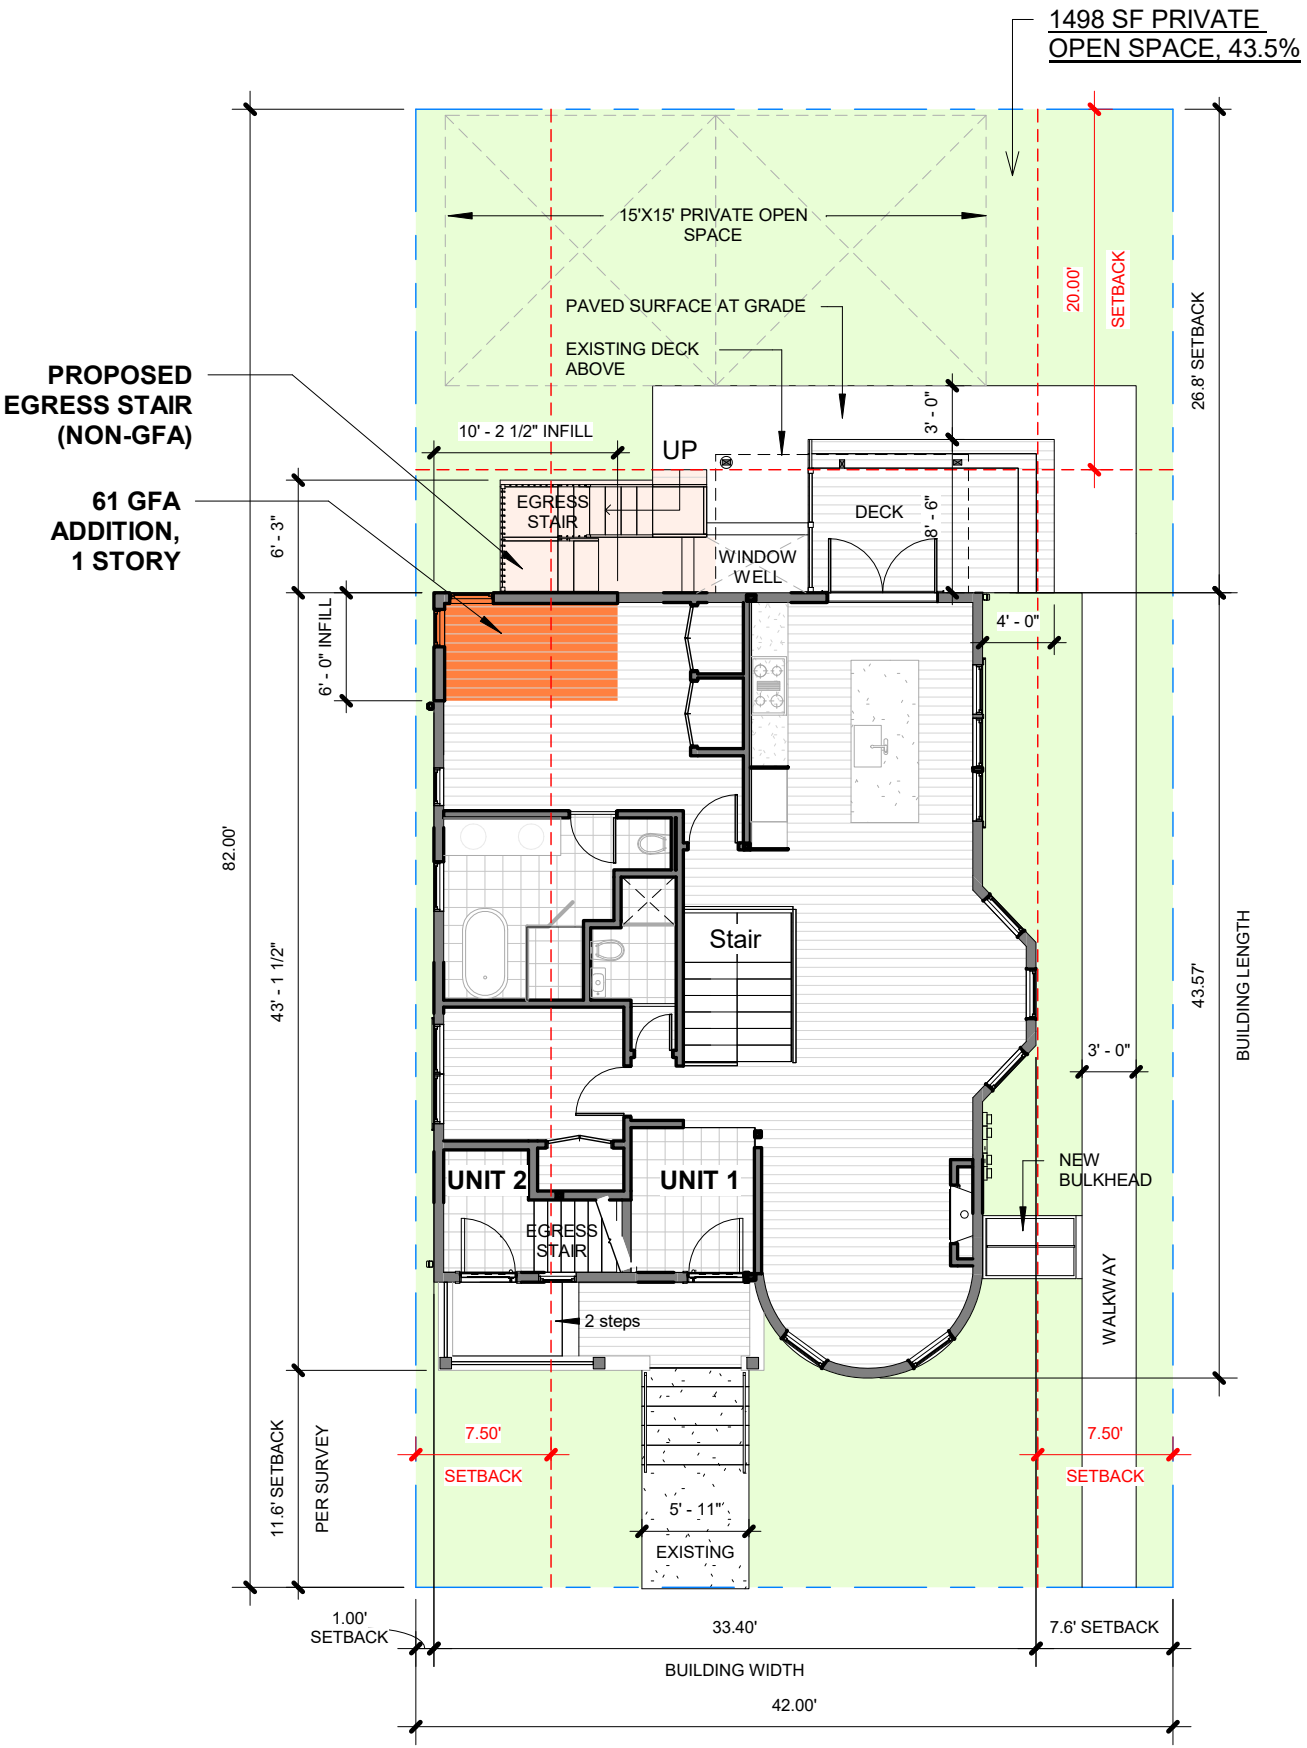 1498 SF PRIVATE
OPEN SPACE, 43.5%
15'X15' PRIVATE OPEN
SPACE
20.00'
SETBACK
26.8' SETBACK
PAVED SURFACE AT GRADE
EXISTING DECK
ABOVE
PROPOSED
EGRESS STAIR
(NON-GFA)
10' - 2 1/2" INFILL
UP
3' - 0"
61 GFA
ADDITION,
1 STORY
6' - 3"
EGRESS
STAIR
DECK
8' - 6"
WINDOW
WELL
6' - 0" INFILL
4' - 0"
82.00'
43' - 1 1/2"
Stair
43.57'
BUILDING LENGTH
3' - 0"
UNIT 2
UNIT 1
NEW
BULKHEAD
EGRESS
STAIR
WALKWAY
2 steps
11.6' SETBACK
PER SURVEY
7.50'
SETBACK
7.50'
SETBACK
5' - 11"
EXISTING
1.00'
SETBACK
33.40'
7.6' SETBACK
BUILDING WIDTH
42.00'